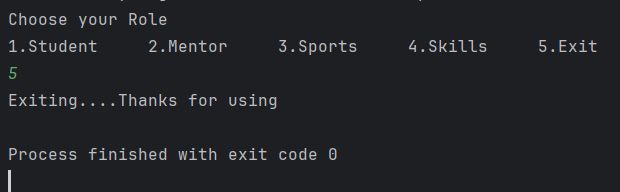 Choose your Role
1.Student     2.Mentor     3.Sports     4.Skills     5.Exit
5
Exiting....Thanks for using
Process finished with exit code 0